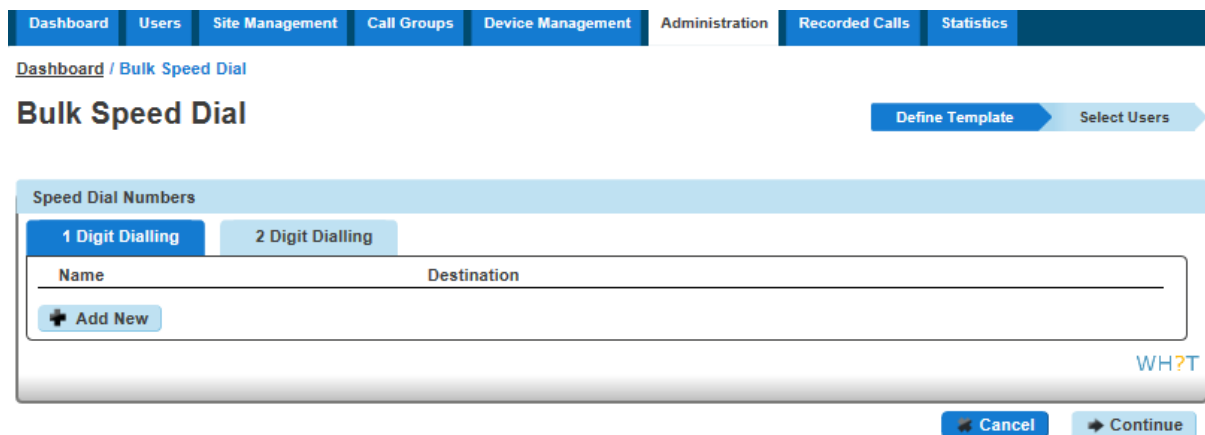 Dashboard Users Site Management Call Groups Device Management Administration Recorded Calls Statistics
Dashboard / Bulk Speed Dial
Bulk Speed Dial
Define Template Select Users
Speed Dial Numbers
1 Digit Dialling 2 Digit Dialling
Name Destination
Add New
WH?T
Cancel Continue